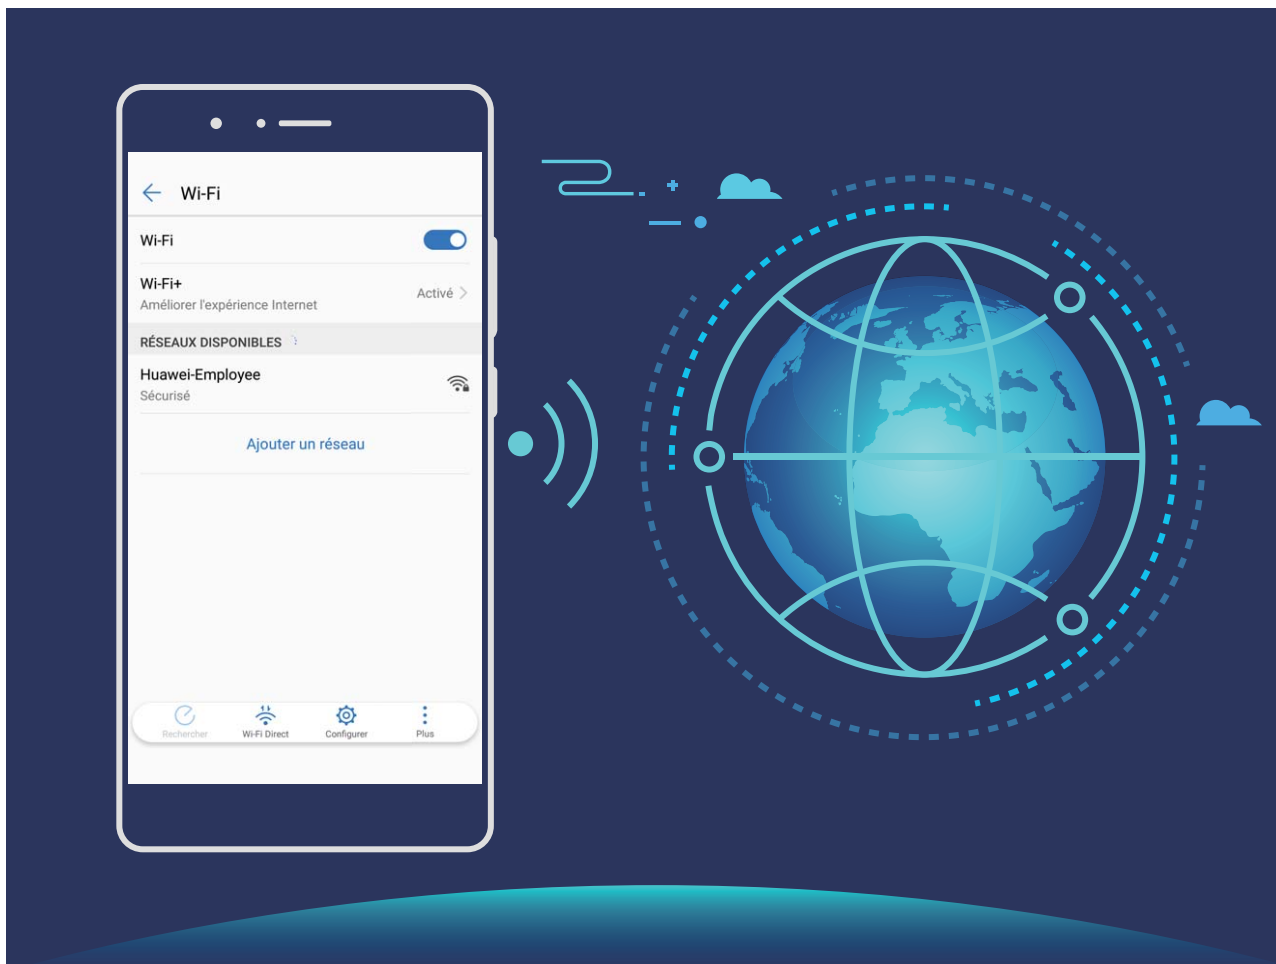 Wi-Fi
Wi-Fi
Wi-Fi+
Améliorer l'expérience Internet
Activé
RÉSEAUX DISPONIBLES
Huawei-Employee
Sécurisé
Ajouter un réseau
Rechercher
Wi-Fi Direct
Configurer
Plus